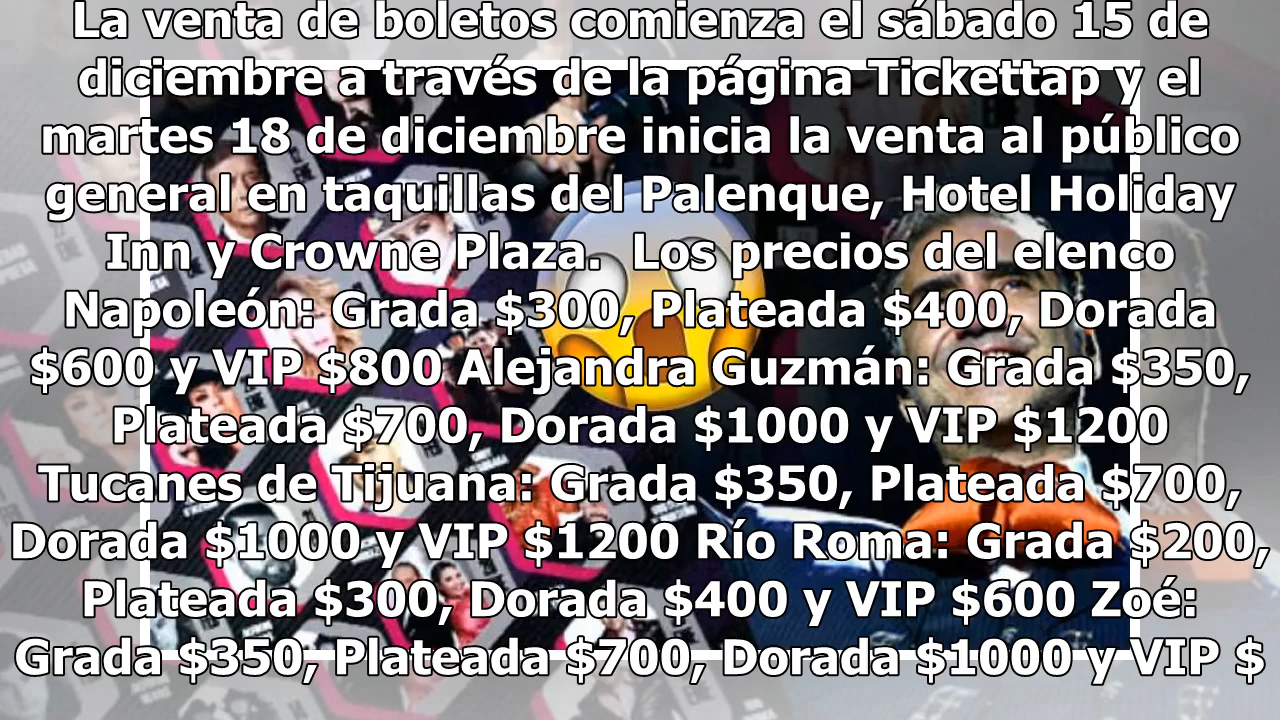 La venta de boletos comienza el sábado 15 de
diciembre a través de la página Tickettap y el
martes 18 de diciembre inicia la venta al público
general en taquillas del Palenque, Hotel Holiday
Inn y Crowne Plaza.  Los precios del elenco
Napoleón: Grada $300, Plateada $400, Dorada
$600 y VIP $800 Alejandra Guzmán: Grada $350,
Plateada $700, Dorada $1000 y VIP $1200
Tucanes de Tijuana: Grada $350, Plateada $700,
Dorada $1000 y VIP $1200 Río Roma: Grada $200,
Plateada $300, Dorada $400 y VIP $600 Zoé:
Grada $350, Plateada $700, Dorada $1000 y VIP $